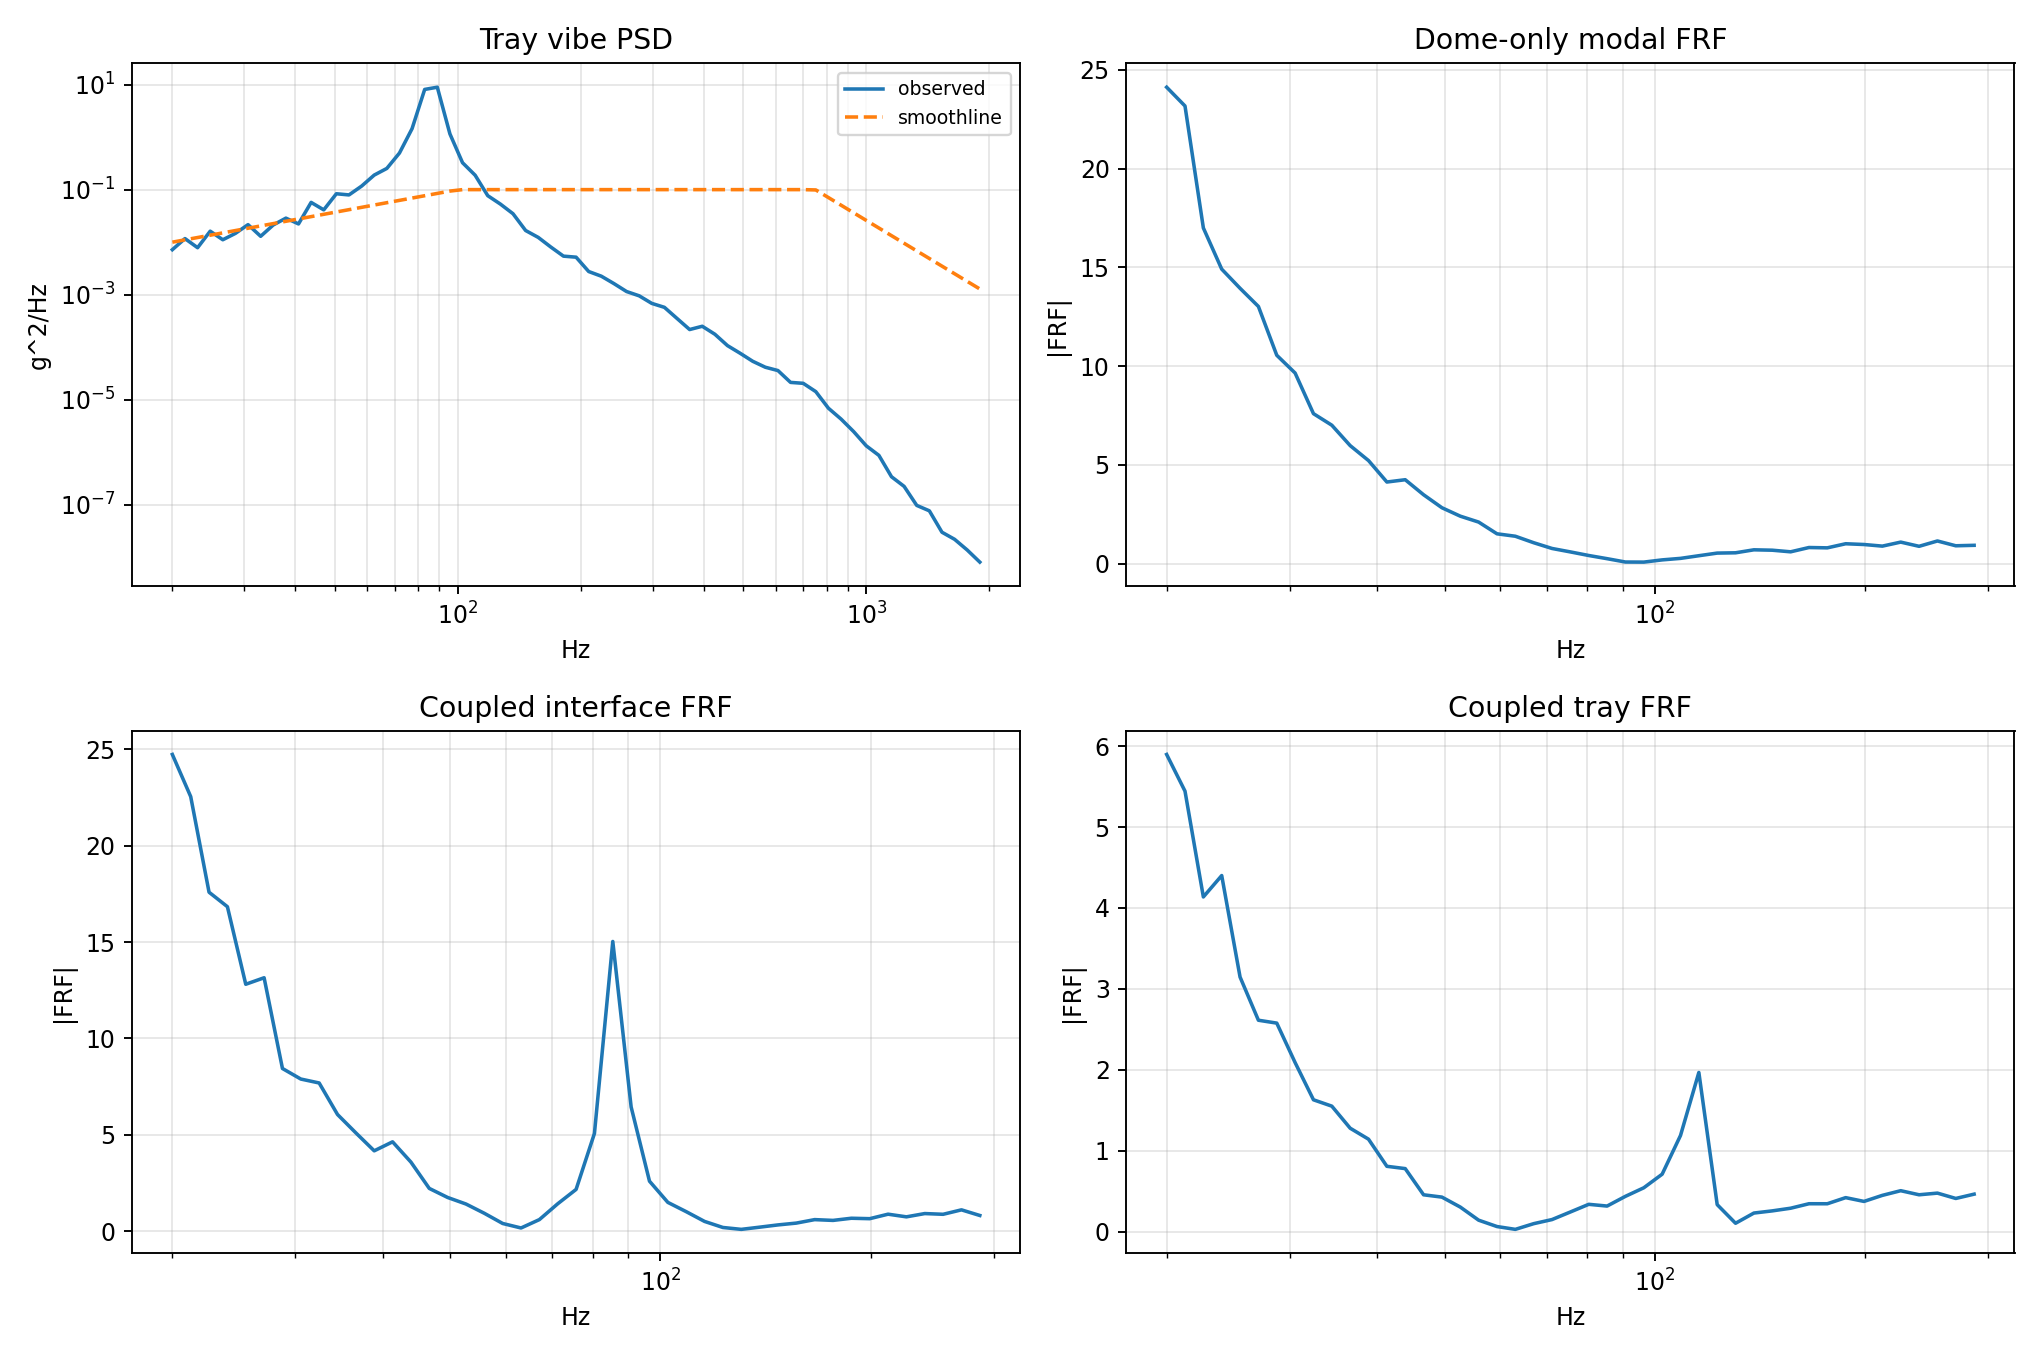 Tray vibe PSD
g^2/Hz
10^1
10^-1
10^-3
10^-5
10^-7
observed
smoothline
10^2
10^3
Hz
Dome-only modal FRF
|FRF|
25
20
15
10
5
0
10^2
Hz
Coupled interface FRF
|FRF|
25
20
15
10
5
0
10^2
Hz
Coupled tray FRF
|FRF|
6
5
4
3
2
1
0
10^2
Hz